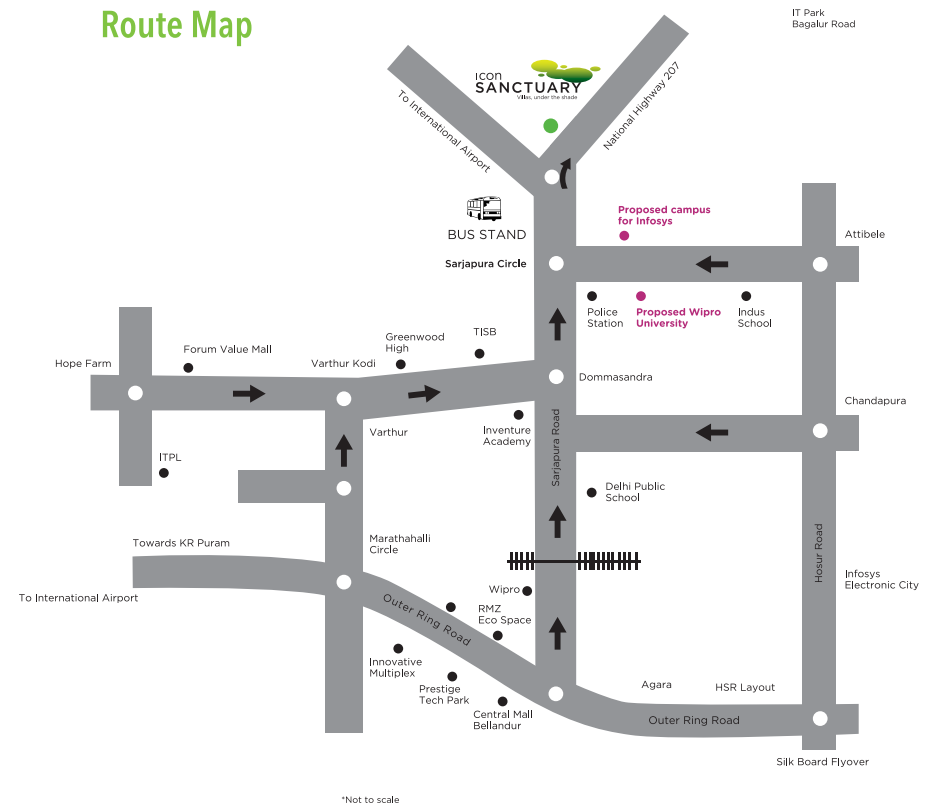 Route Map
IT Park
Bagalur Road
icon
SANCTUARY
Villas, under the shade
To International Airport
National Highway 207
BUS STAND
Sarjapura Circle
Proposed campus
for Infosys
Attibele
Police
Station
Proposed Wipro
University
Indus
School
Hope Farm
Forum Value Mall
Varthur Kodi
Greenwood
High
TISB
Dommasandra
Chandapura
Varthur
Inventure
Academy
Sarjapura Road
ITPL
Delhi Public
School
Towards KR Puram
Marathahalli
Circle
Hosur Road
To International Airport
Outer Ring Road
Wipro
RMZ
Eco Space
Infosys
Electronic City
Innovative
Multiplex
Prestige
Tech Park
Central Mall
Bellandur
Agara
HSR Layout
Outer Ring Road
Silk Board Flyover
*Not to scale